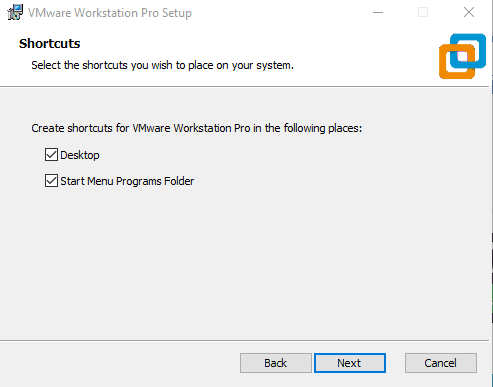 VMware Workstation Pro Setup
Shortcuts
Select the shortcuts you wish to place on your system.
Create shortcuts for VMware Workstation Pro in the following places:
Desktop
Start Menu Programs Folder
Back Next Cancel